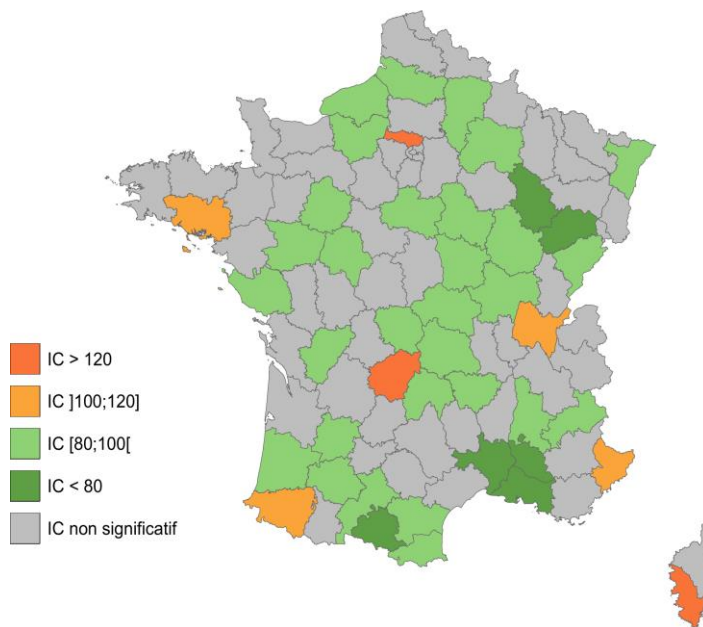 IC > 120
IC ]100;120]
IC [80;100[
IC < 80
IC non significatif